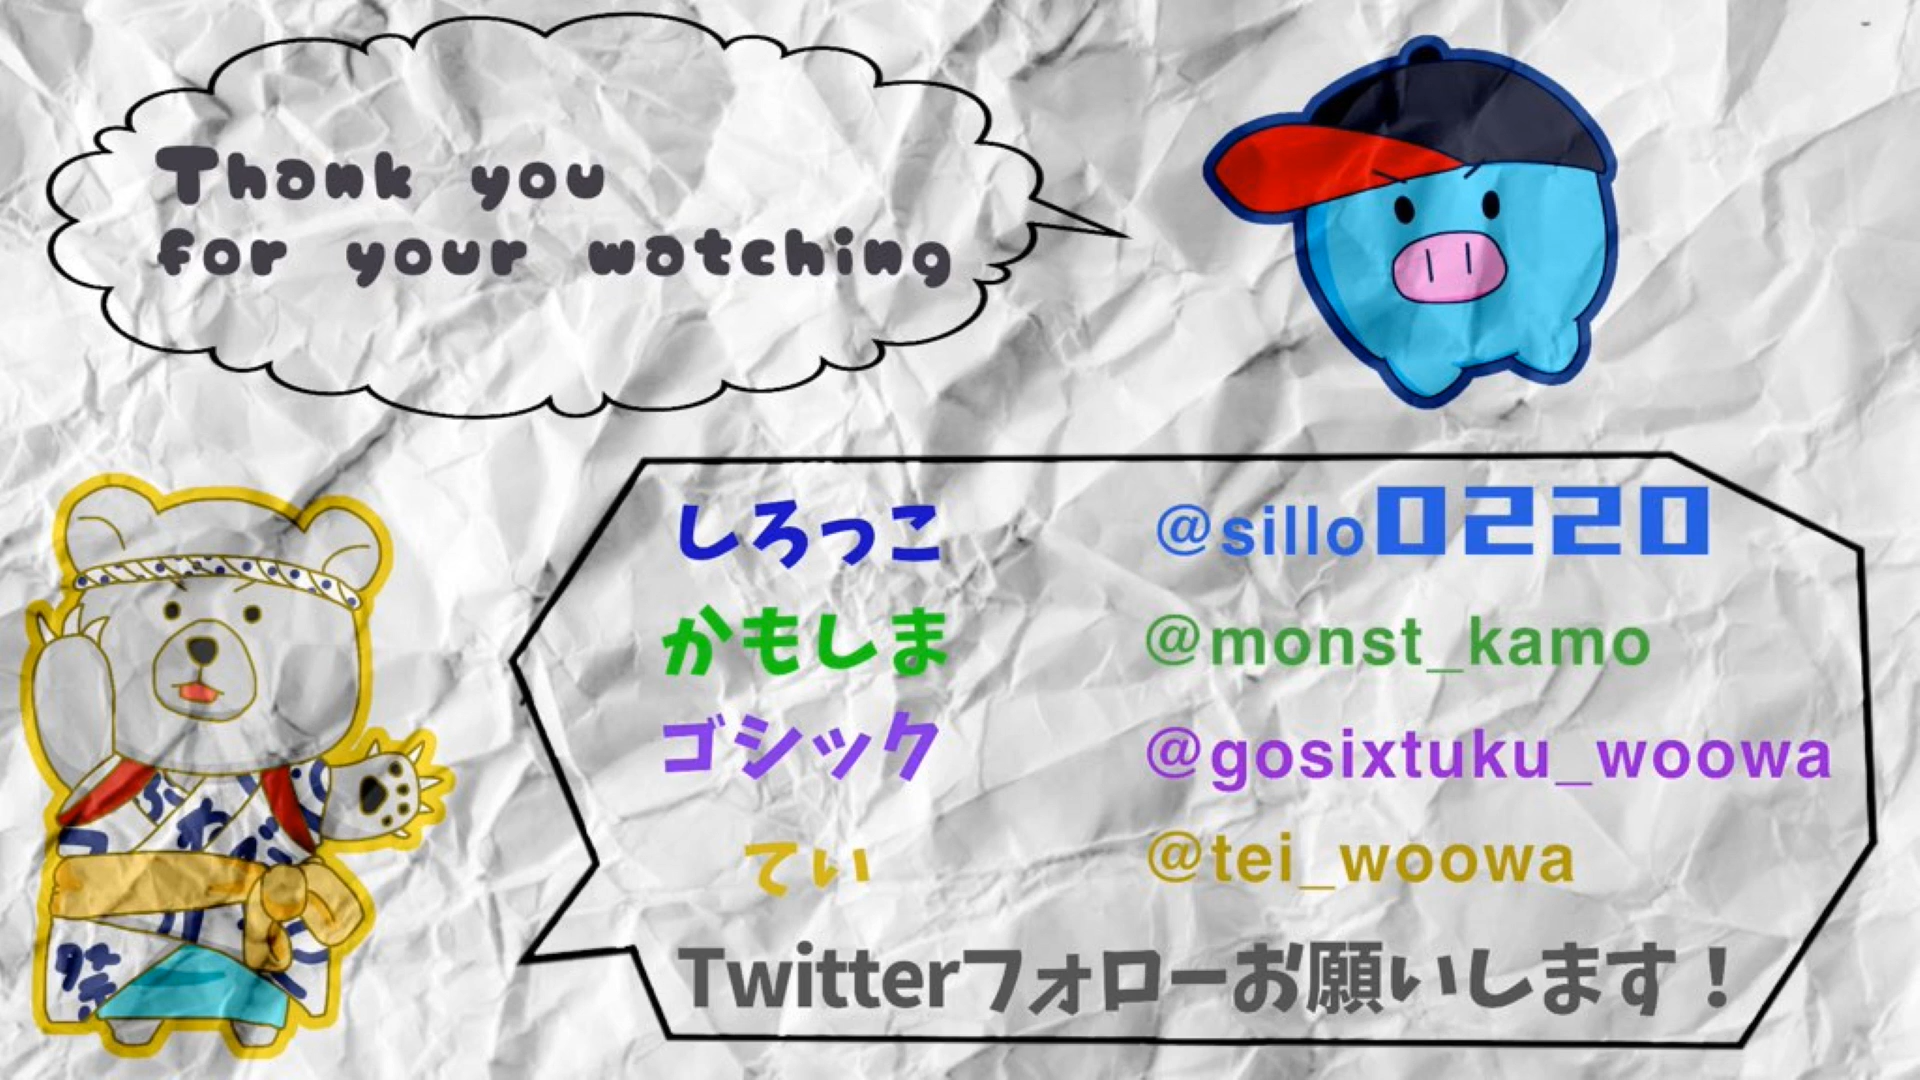 Thank you
for your watching
しろっこ @sillo0220
かもしま @monst_kamo
ゴシック @gosixtuku_woowa
てい @tei_woowa
Twitterフォローお願いします！